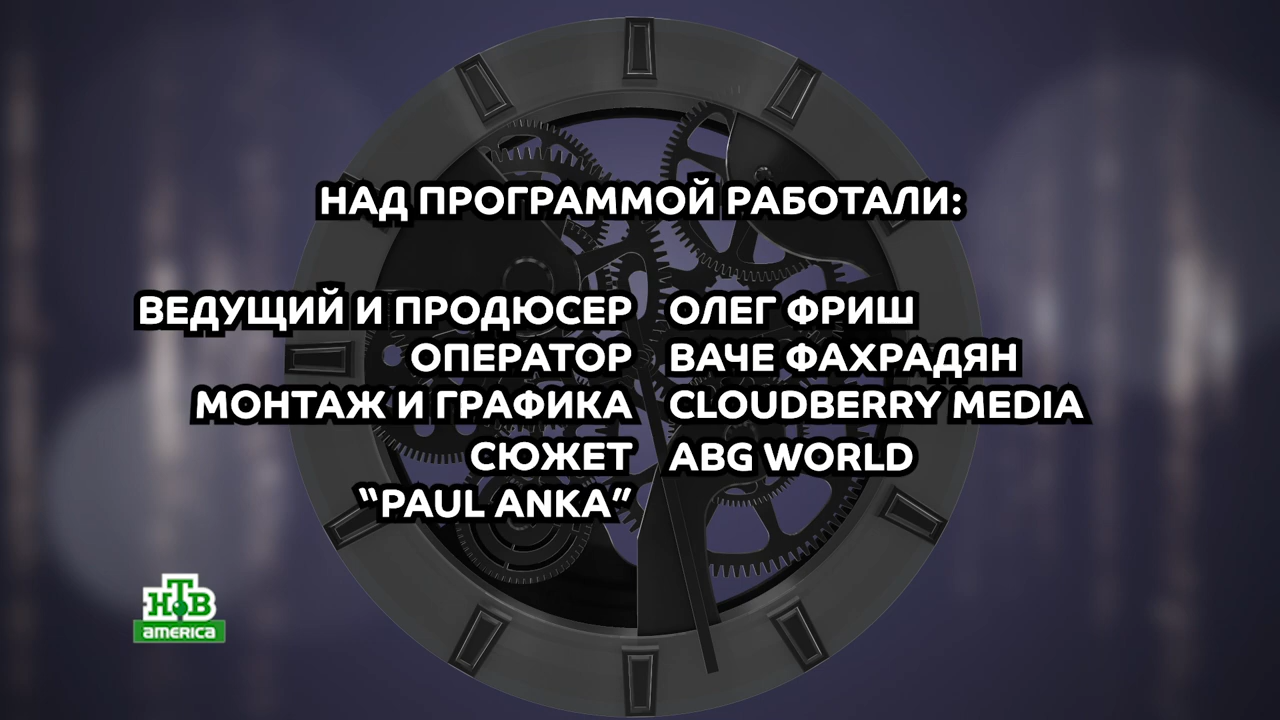 НАД ПРОГРАММОЙ РАБОТАЛИ:
ВЕДУЩИЙ И ПРОДЮСЕР ОЛЕГ ФРИШ
ОПЕРАТОР ВАЧЕ ФАХРАДЯН
МОНТАЖ И ГРАФИКА CLOUDBERRY MEDIA
СЮЖЕТ ABG WORLD
“PAUL ANKA”
НТВ
america